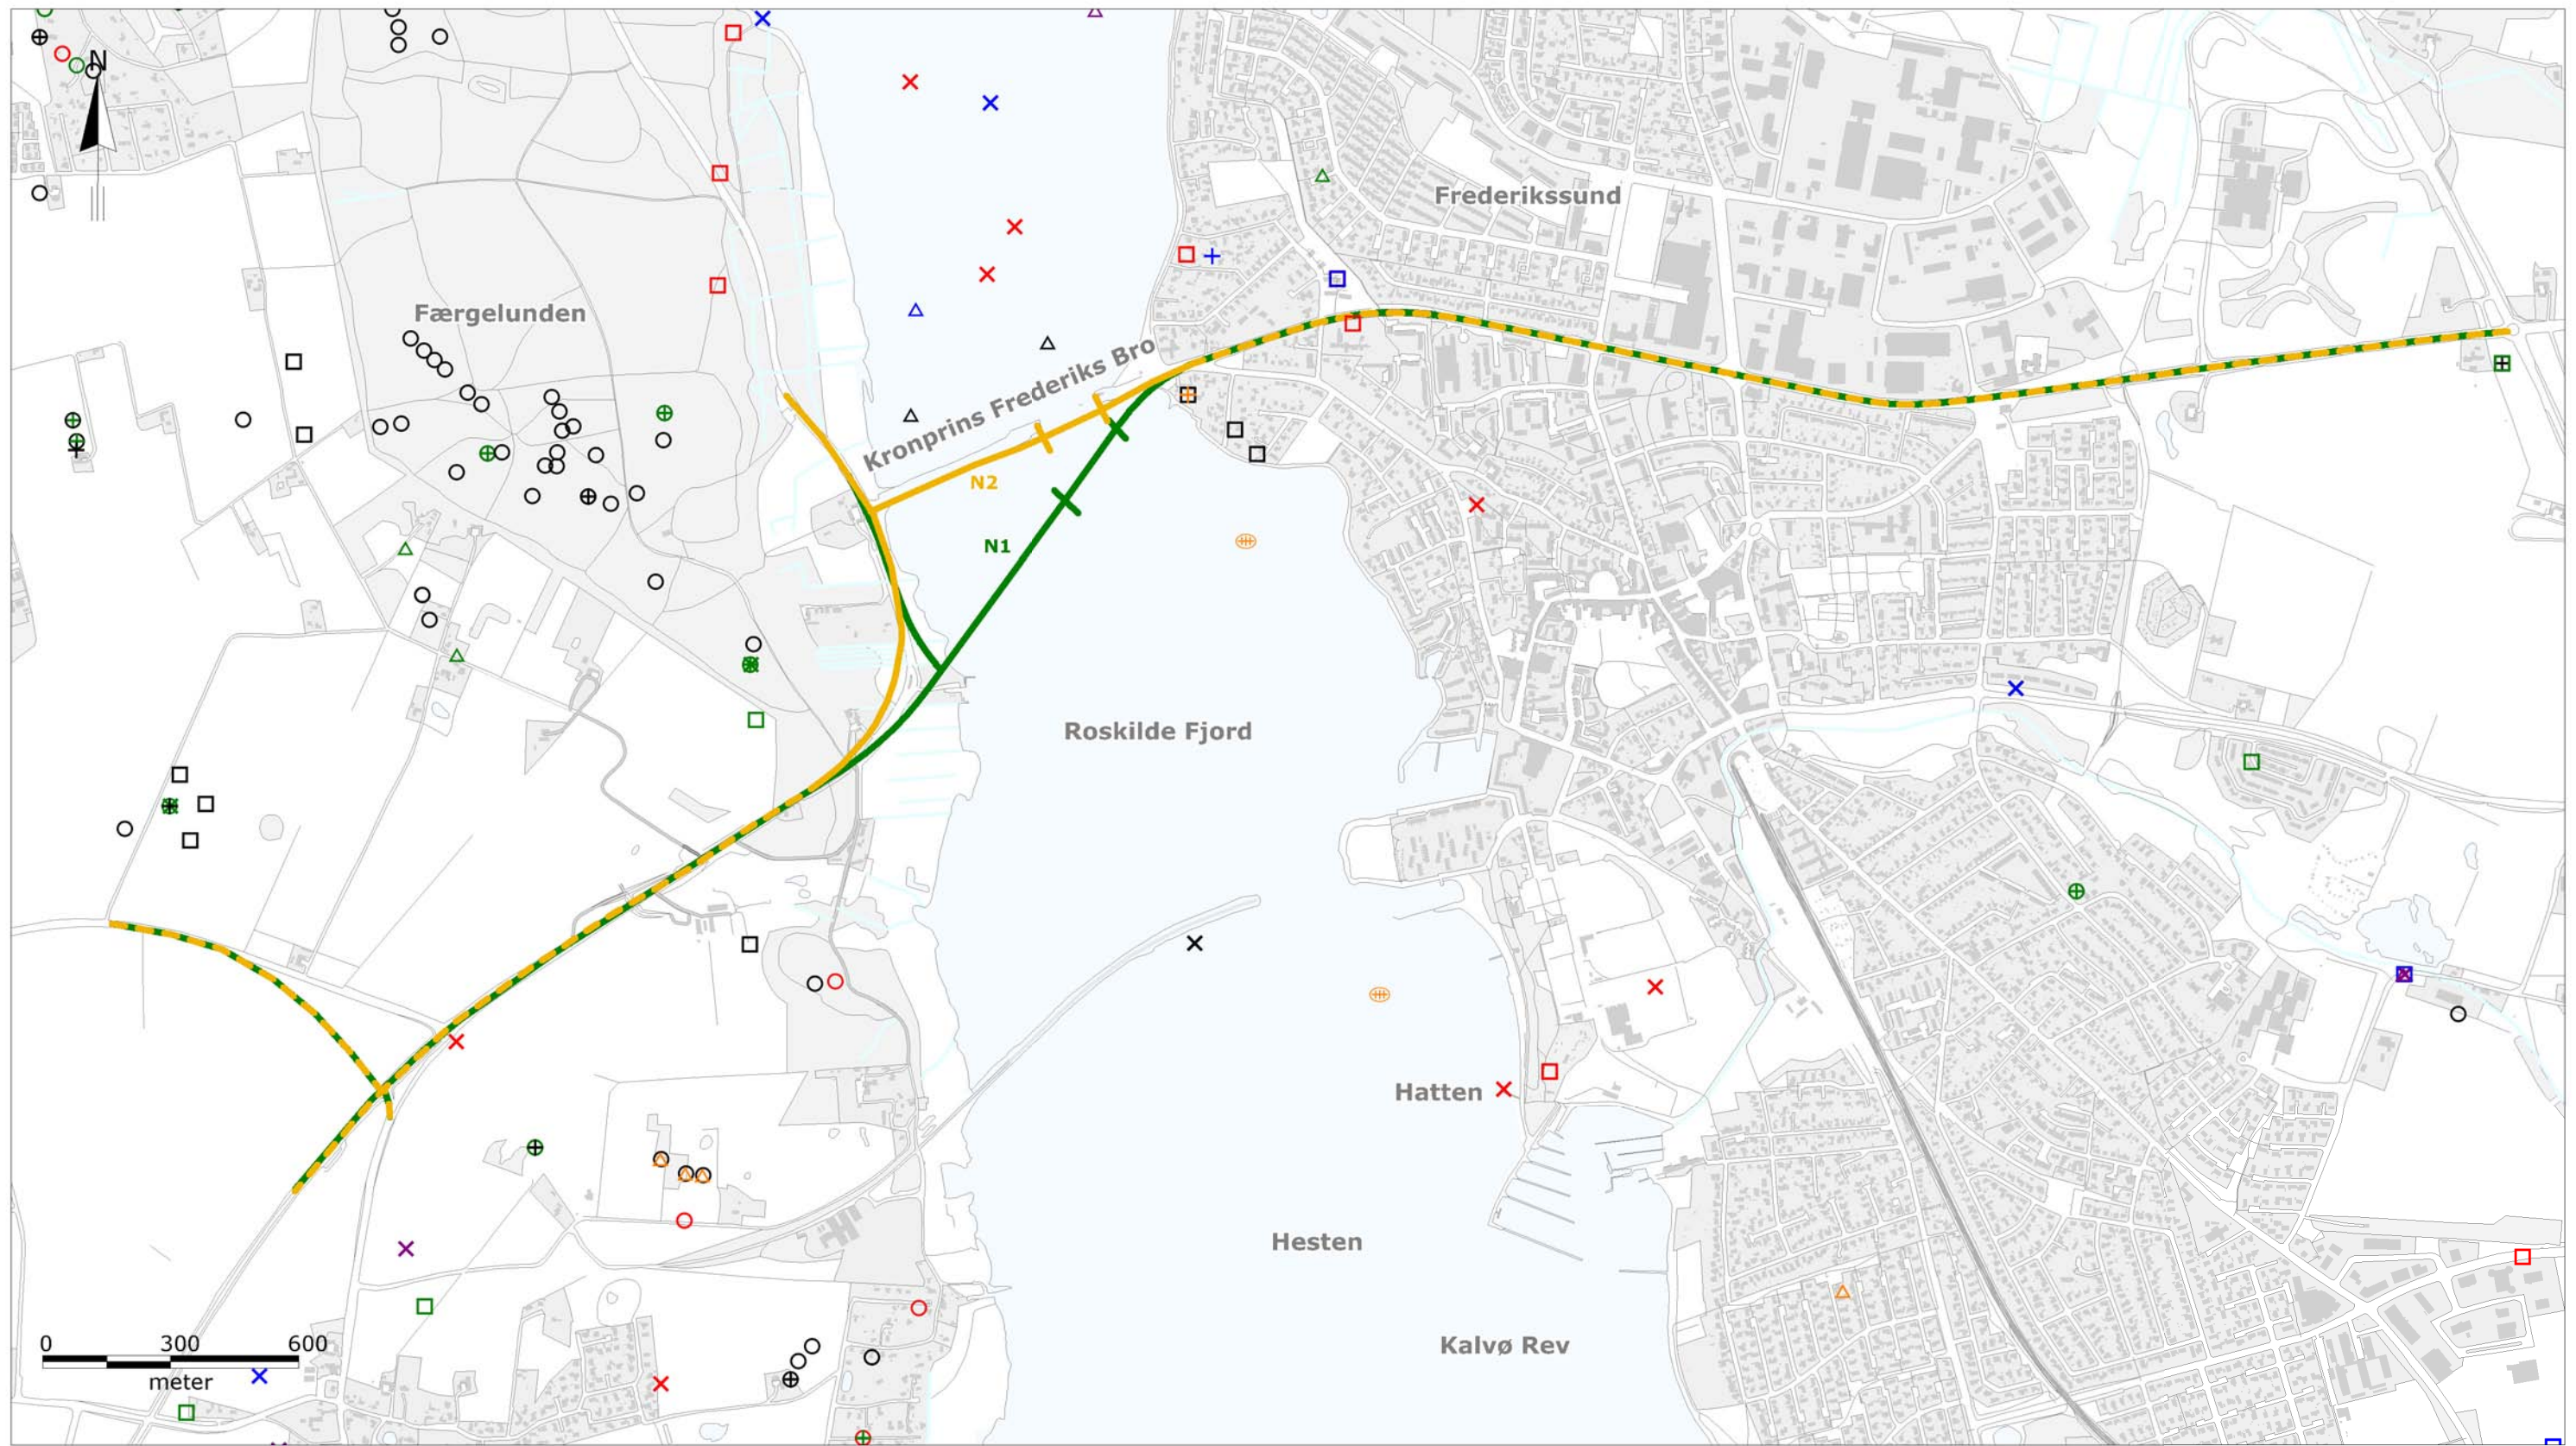 N
Frederikssund
Færgelunden
Kronprins Frederiks Bro
N2
N1
Roskilde Fjord
Hatten
Hesten
Kalvø Rev
0 300 600
meter